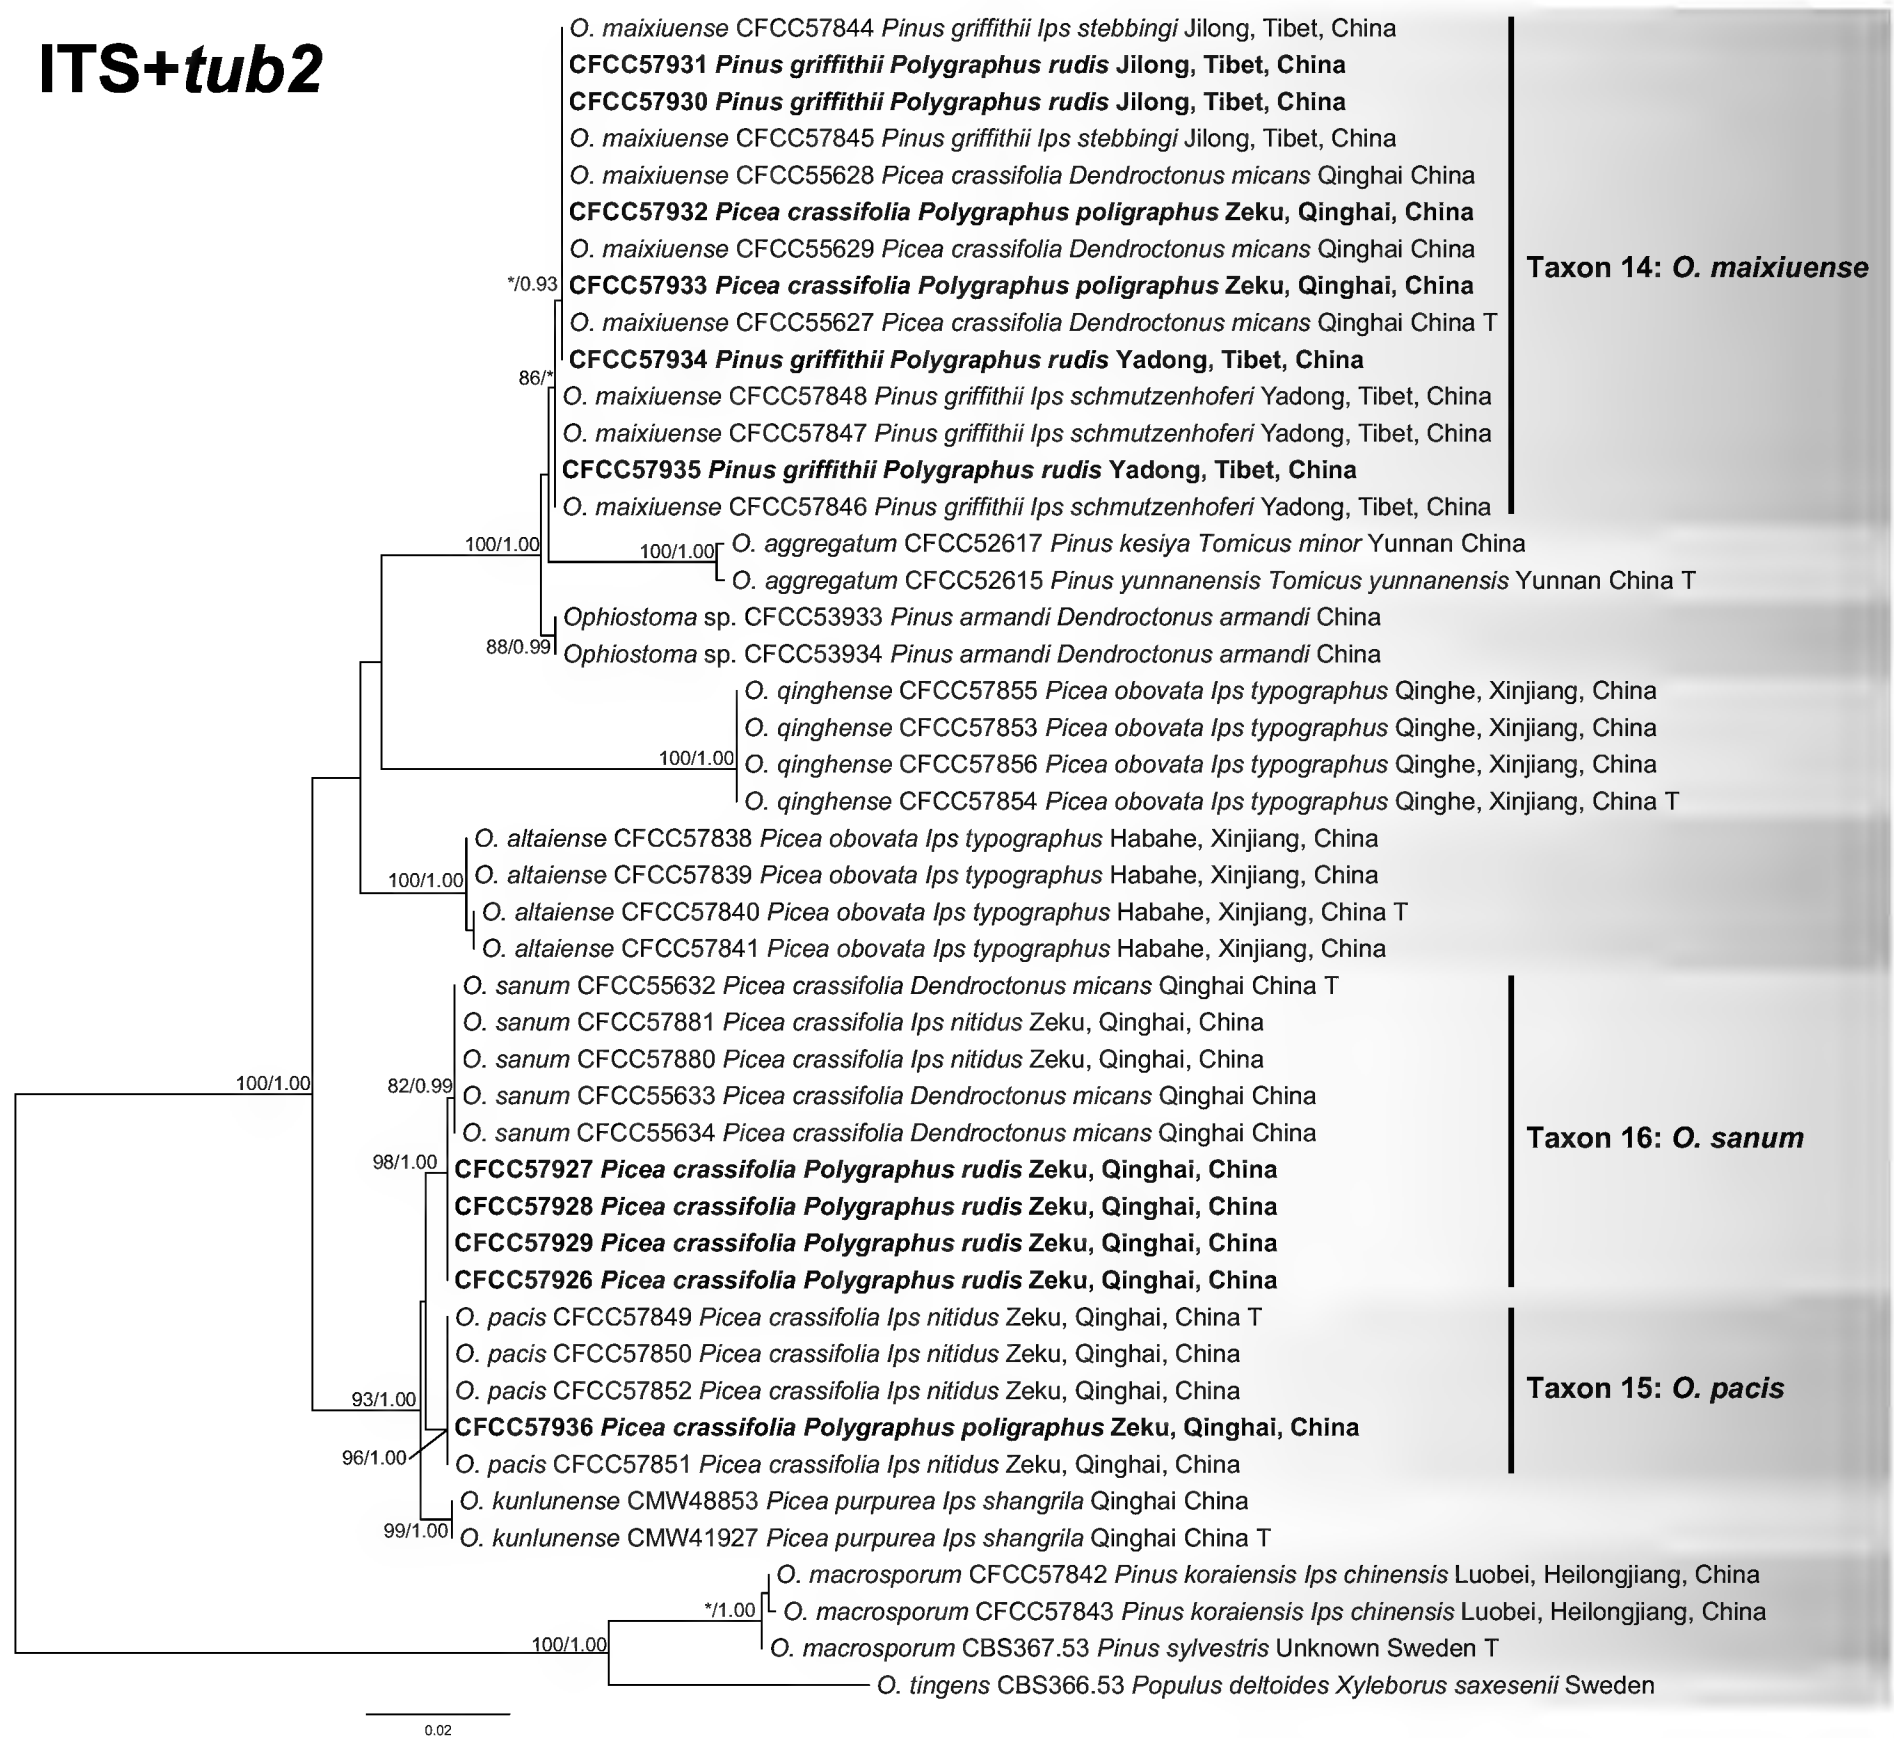 ITS+tub2
O. maixiuense CFCC57844 Pinus griffithii Ips stebbingi Jilong, Tibet, China
CFCC57931 Pinus griffithii Polygraphus rudis Jilong, Tibet, China
CFCC57930 Pinus griffithii Polygraphus rudis Jilong, Tibet, China
O. maixiuense CFCC57845 Pinus griffithii Ips stebbingi Jilong, Tibet, China
O. maixiuense CFCC55628 Picea crassifolia Dendroctonus micans Qinghai China
CFCC57932 Picea crassifolia Polygraphus poligraphus Zeku, Qinghai, China
O. maixiuense CFCC55629 Picea crassifolia Dendroctonus micans Qinghai China
Taxon 14: O. maixiuense
*/0.93
CFCC57933 Picea crassifolia Polygraphus poligraphus Zeku, Qinghai, China
O. maixiuense CFCC55627 Picea crassifolia Dendroctonus micans Qinghai China T
CFCC57934 Pinus griffithii Polygraphus rudis Yadong, Tibet, China
86/*
O. maixiuense CFCC57848 Pinus griffithii Ips schmutzenhoferi Yadong, Tibet, China
O. maixiuense CFCC57847 Pinus griffithii Ips schmutzenhoferi Yadong, Tibet, China
CFCC57935 Pinus griffithii Polygraphus rudis Yadong, Tibet, China
O. maixiuense CFCC57846 Pinus griffithii Ips schmutzenhoferi Yadong, Tibet, China
100/1.00
100/1.00
O. aggregatum CFCC52617 Pinus kesiya Tomicus minor Yunnan China
O. aggregatum CFCC52615 Pinus yunnanensis Tomicus yunnanensis Yunnan China T
Ophiostoma sp. CFCC53933 Pinus armandi Dendroctonus armandi China
88/0.99
Ophiostoma sp. CFCC53934 Pinus armandi Dendroctonus armandi China
O. qinghense CFCC57855 Picea obovata Ips typographus Qinghe, Xinjiang, China
O. qinghense CFCC57853 Picea obovata Ips typographus Qinghe, Xinjiang, China
100/1.00
O. qinghense CFCC57856 Picea obovata Ips typographus Qinghe, Xinjiang, China
O. qinghense CFCC57854 Picea obovata Ips typographus Qinghe, Xinjiang, China T
O. altaiense CFCC57838 Picea obovata Ips typographus Habahe, Xinjiang, China
100/1.00
O. altaiense CFCC57839 Picea obovata Ips typographus Habahe, Xinjiang, China
O. altaiense CFCC57840 Picea obovata Ips typographus Habahe, Xinjiang, China T
O. altaiense CFCC57841 Picea obovata Ips typographus Habahe, Xinjiang, China
O. sanum CFCC55632 Picea crassifolia Dendroctonus micans Qinghai China T
O. sanum CFCC57881 Picea crassifolia Ips nitidus Zeku, Qinghai, China
O. sanum CFCC57880 Picea crassifolia Ips nitidus Zeku, Qinghai, China
100/1.00
82/0.99
O. sanum CFCC55633 Picea crassifolia Dendroctonus micans Qinghai China
O. sanum CFCC55634 Picea crassifolia Dendroctonus micans Qinghai China
Taxon 16: O. sanum
98/1.00
CFCC57927 Picea crassifolia Polygraphus rudis Zeku, Qinghai, China
CFCC57928 Picea crassifolia Polygraphus rudis Zeku, Qinghai, China
CFCC57929 Picea crassifolia Polygraphus rudis Zeku, Qinghai, China
CFCC57926 Picea crassifolia Polygraphus rudis Zeku, Qinghai, China
O. pacis CFCC57849 Picea crassifolia Ips nitidus Zeku, Qinghai, China T
O. pacis CFCC57850 Picea crassifolia Ips nitidus Zeku, Qinghai, China
O. pacis CFCC57852 Picea crassifolia Ips nitidus Zeku, Qinghai, China
Taxon 15: O. pacis
93/1.00
CFCC57936 Picea crassifolia Polygraphus poligraphus Zeku, Qinghai, China
96/1.00
O. pacis CFCC57851 Picea crassifolia Ips nitidus Zeku, Qinghai, China
O. kunlunense CMW48853 Picea purpurea Ips shangrila Qinghai China
99/1.00
O. kunlunense CMW41927 Picea purpurea Ips shangrila Qinghai China T
O. macrosporum CFCC57842 Pinus koraiensis Ips chinensis Luobei, Heilongjiang, China
*/1.00
O. macrosporum CFCC57843 Pinus koraiensis Ips chinensis Luobei, Heilongjiang, China
100/1.00
O. macrosporum CBS367.53 Pinus sylvestris Unknown Sweden T
O. tingens CBS366.53 Populus deltoides Xyleborus saxesenii Sweden
0.02